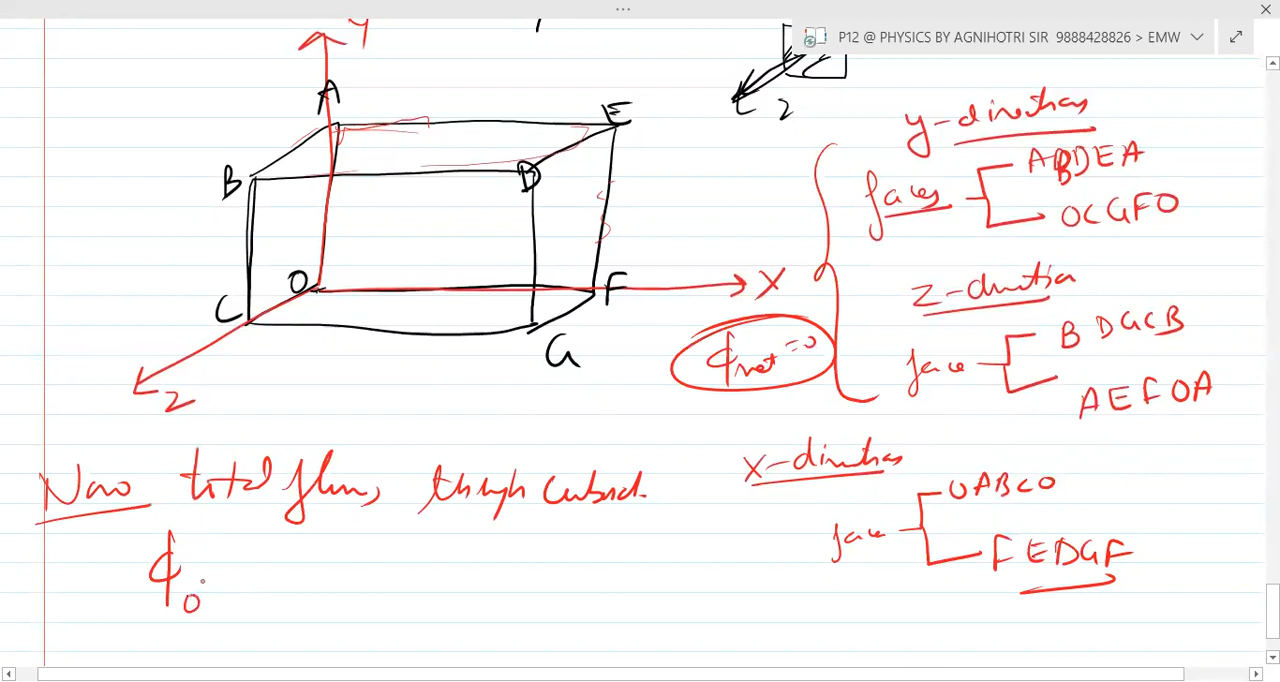 P12 @ PHYSICS BY AGNIHOTRI SIR 9888428826 > EMW
Y
A
E
B
D
O
F
X
C
G
Z
Z
y-direction
faces
ABDEA
OCGFO
Z-direction
face
BDGCB
AEFOA
ϕnet = 0
X-direction
face
OABCO
FEDGF
Now total flux through cuboid
ϕ0